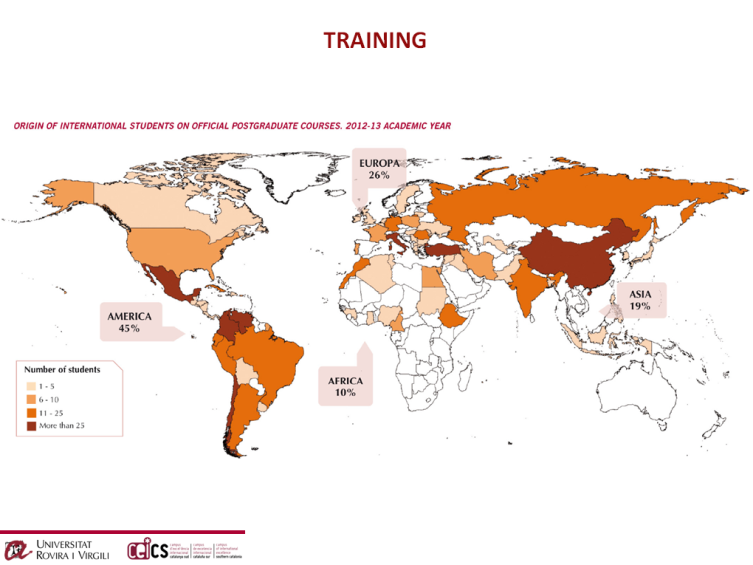 TRAINING
ORIGIN OF INTERNATIONAL STUDENTS ON OFFICIAL POSTGRADUATE COURSES. 2012-13 ACADEMIC YEAR
EUROPA
26%
AMERICA
45%
ASIA
19%
AFRICA
10%
Number of students
1 - 5
6 - 10
11 - 25
More than 25
UNIVERSITAT
ROVIRA I VIRGILI
CEICS